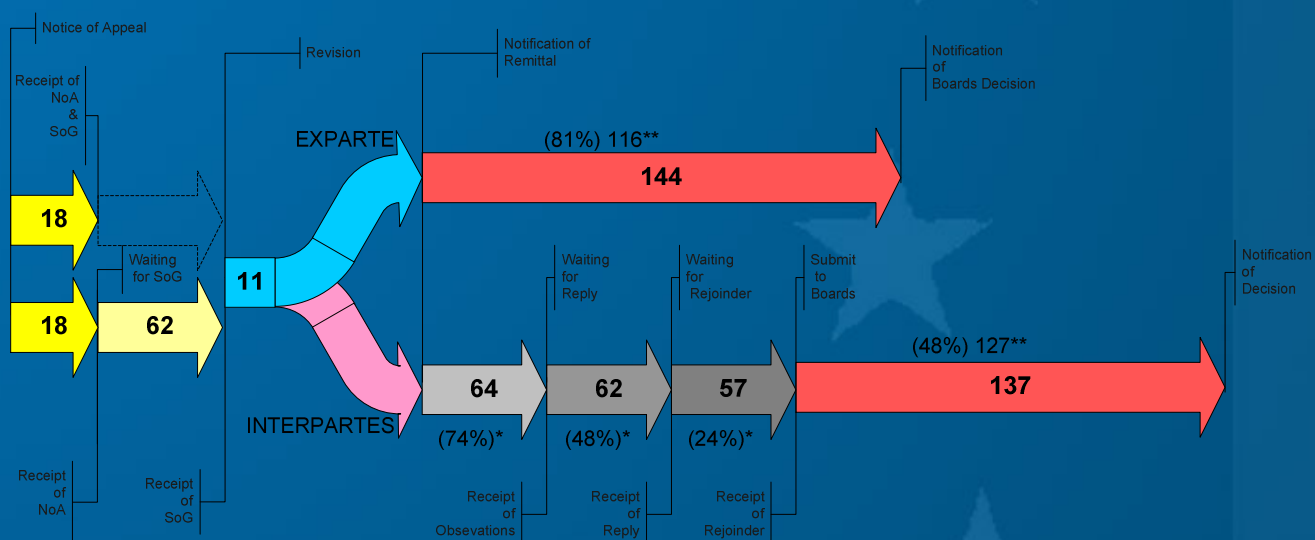 Notice of Appeal
Receipt of
NoA
&
SoG
Revision
Notification of
Remittal
Notification
of
Boards Decision
EXPARTE
(81%) 116**
144
18
Waiting
for SoG
18
62
11
Waiting
for
Reply
Waiting
for
Rejoinder
Submit
to
Boards
Notification
of
Decision
(48%) 127**
137
64
62
57
INTERPARTES
(74%)*
(48%)*
(24%)*
Receipt
of
NoA
Receipt
of
SoG
Receipt
of
Obsevations
Receipt
of
Reply
Receipt
of
Rejoinder